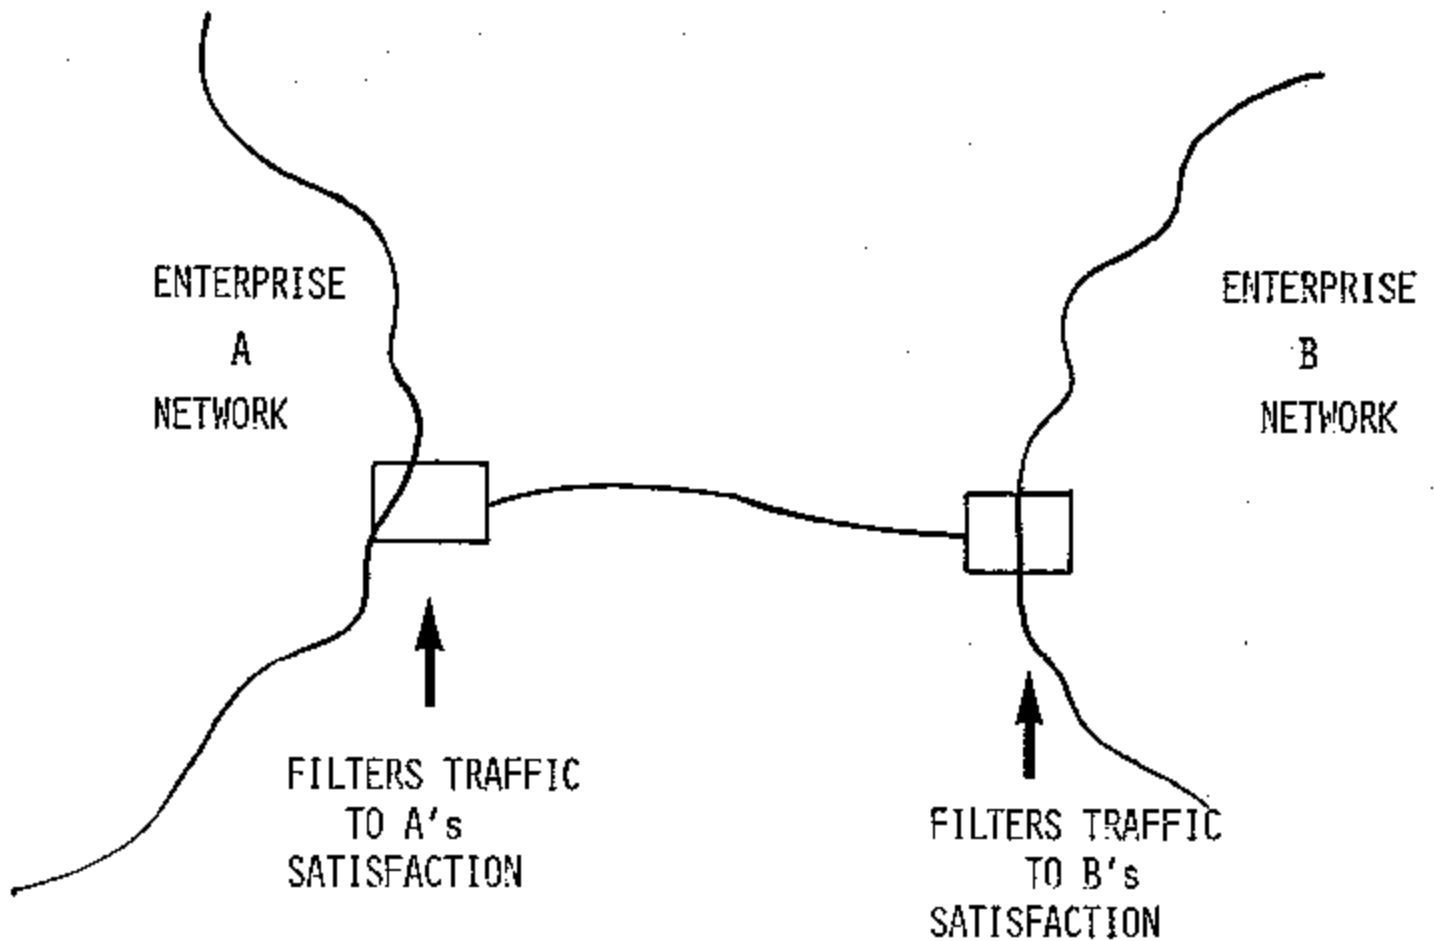 ENTERPRISE
A
NETWORK
ENTERPRISE
B
NETWORK
FILTERS TRAFFIC
TO A's
SATISFACTION
FILTERS TRAFFIC
TO B's
SATISFACTION